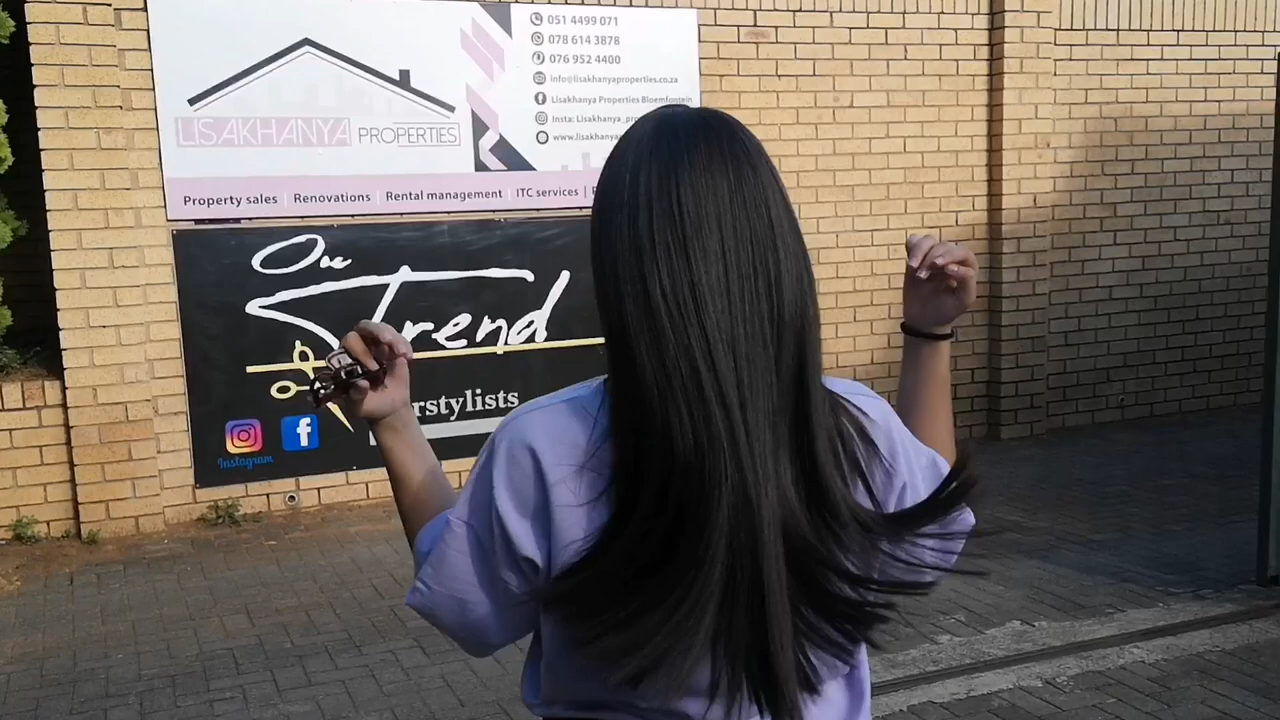 LISAKHANYA PROPERTIES
051 4499 071
078 614 3878
076 952 4400
info@lisakhanyaproperties.co.za
Lisakhanya Properties Bloemfontein
Insta: Lisakhanya_pro
www.lisakhanya
Property sales | Renovations | Rental management | ITC services |
On
Trend
rstylists
Instagram
f